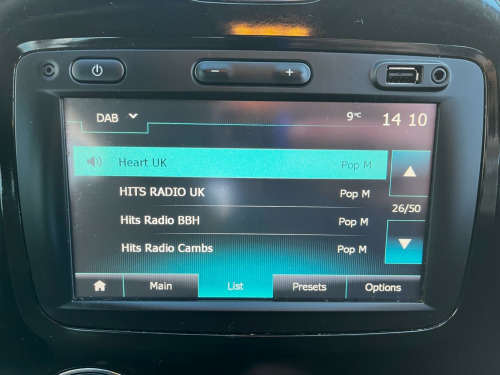 − +
DAB 9°C 14 10
Heart UK Pop M
HITS RADIO UK Pop M
Hits Radio BBH Pop M
26/50
Hits Radio Cambs Pop M
Main List Presets Options